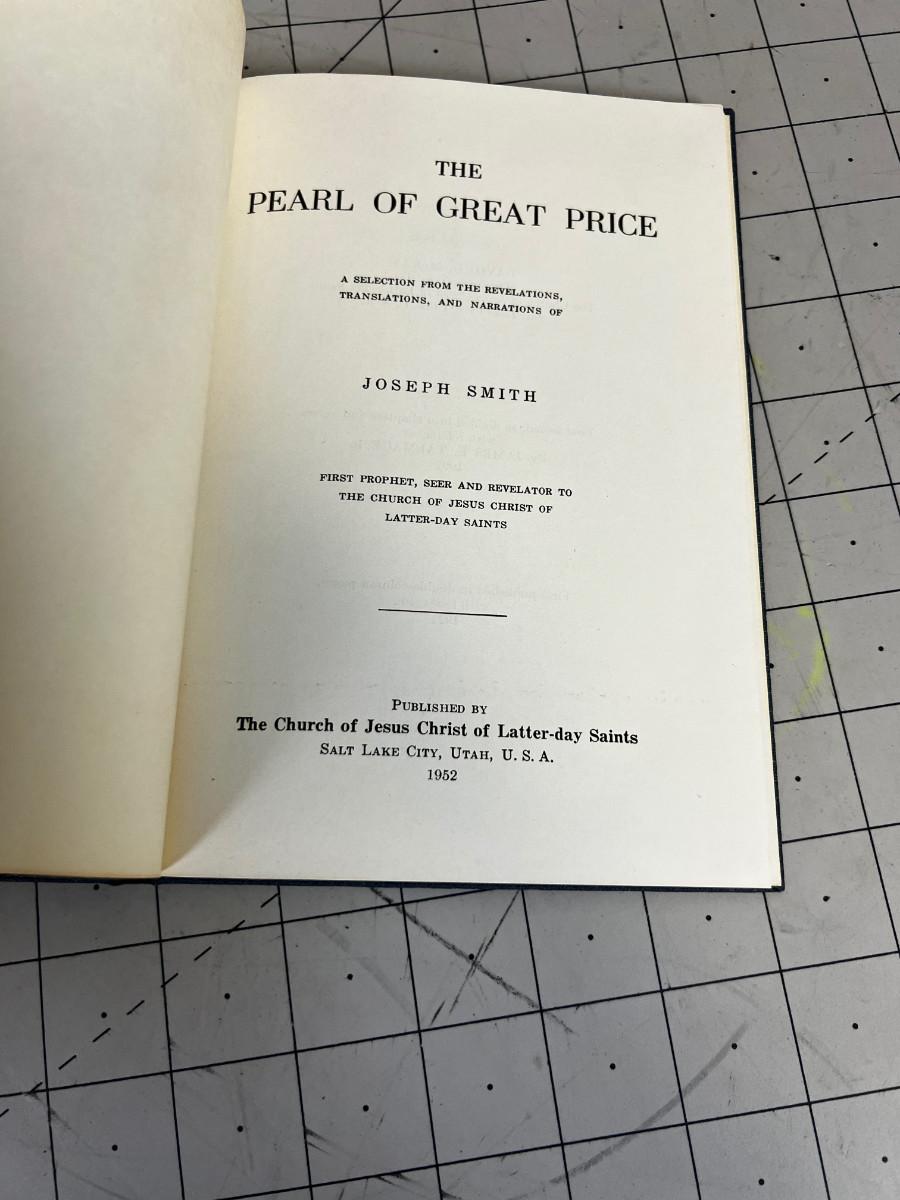 THE
PEARL OF GREAT PRICE
A SELECTION FROM THE REVELATIONS,
TRANSLATIONS, AND NARRATIONS OF
JOSEPH SMITH
FIRST PROPHET, SEER AND REVELATOR TO
THE CHURCH OF JESUS CHRIST OF
LATTER-DAY SAINTS
PUBLISHED BY
The Church of Jesus Christ of Latter-day Saints
SALT LAKE CITY, UTAH, U. S. A.
1952